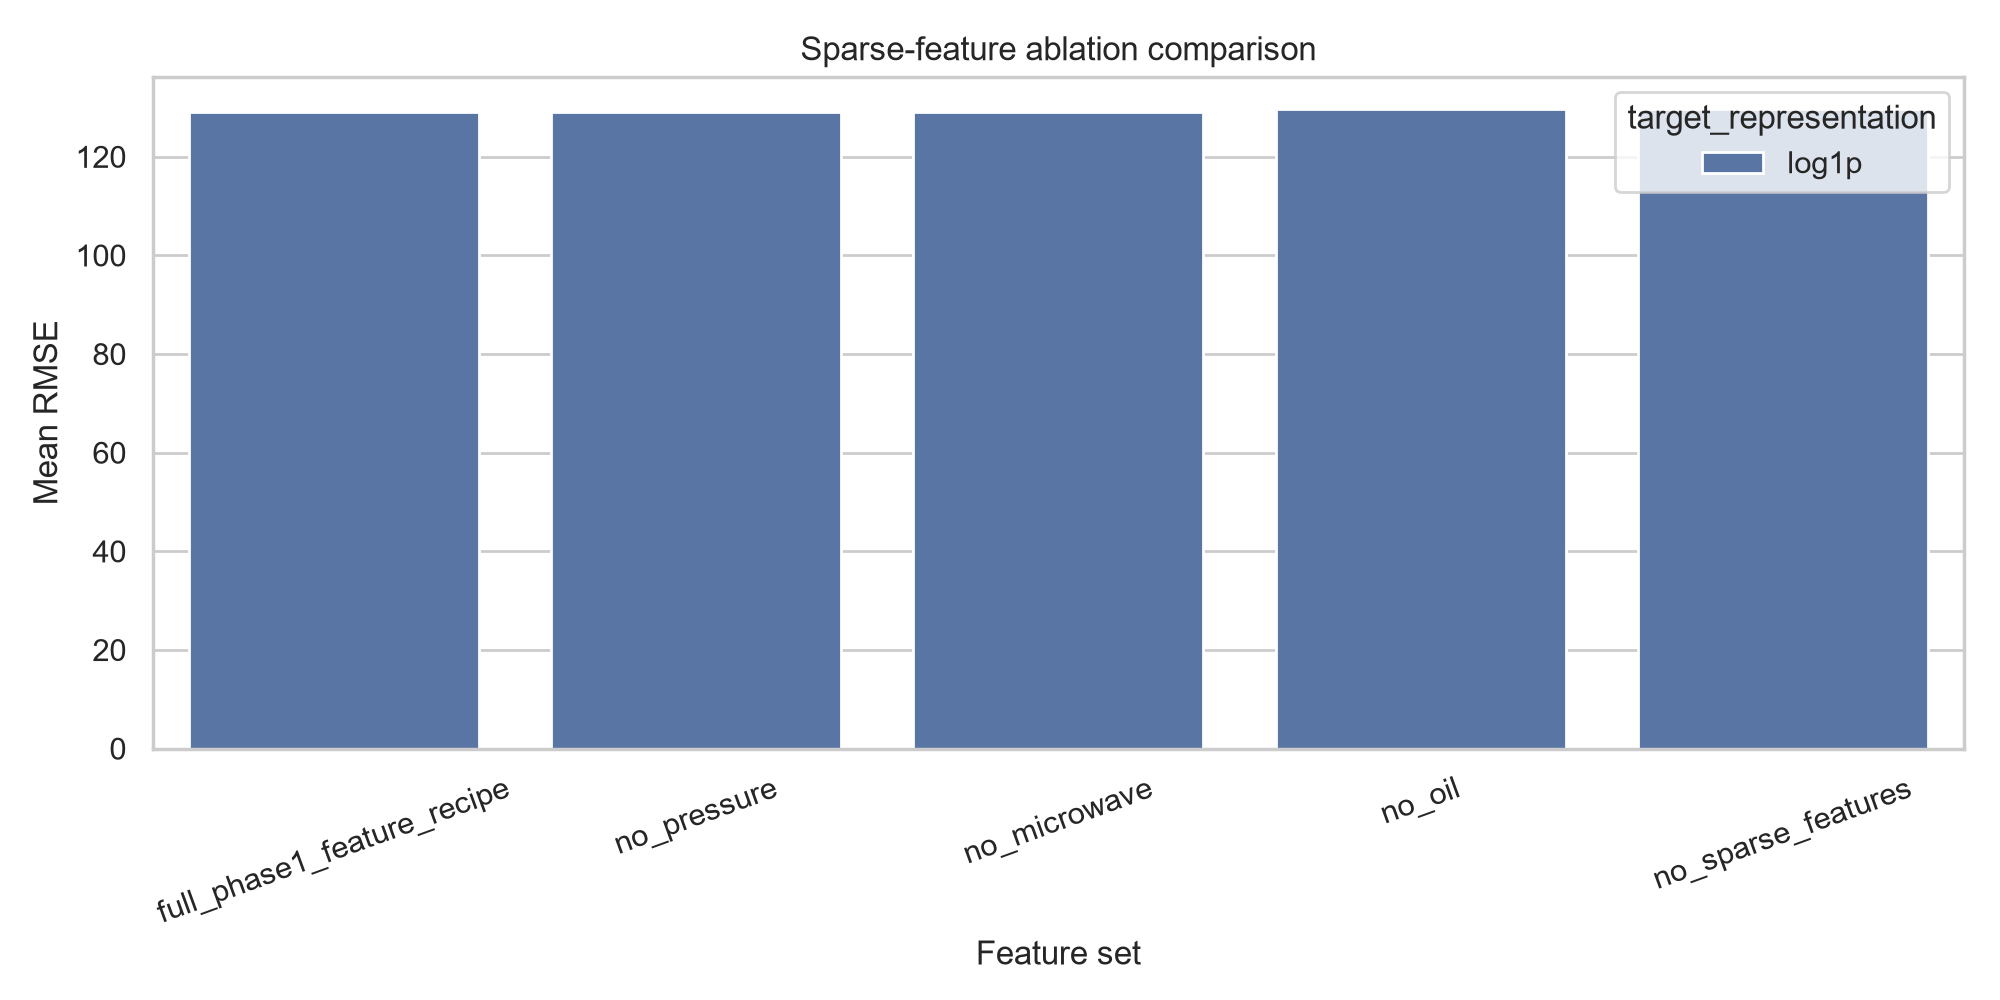 Sparse-feature ablation comparison
target_representation
log1p
Mean RMSE
120
100
80
60
40
20
0
full_phase1_feature_recipe
no_pressure
no_microwave
no_oil
no_sparse_features
Feature set